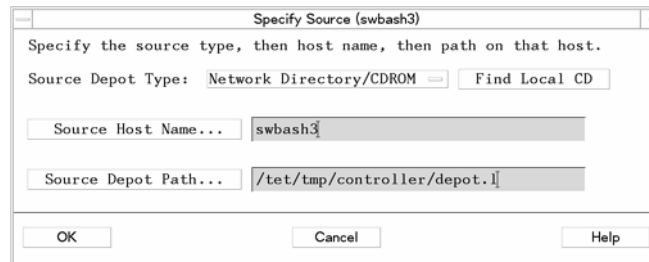 Specify Source (swbash3)
Specify the source type, then host name, then path on that host.
Source Depot Type: Network Directory/CDROM Find Local CD
Source Host Name... swbash3
Source Depot Path... /tet/tmp/controller/depot.l
OK Cancel Help